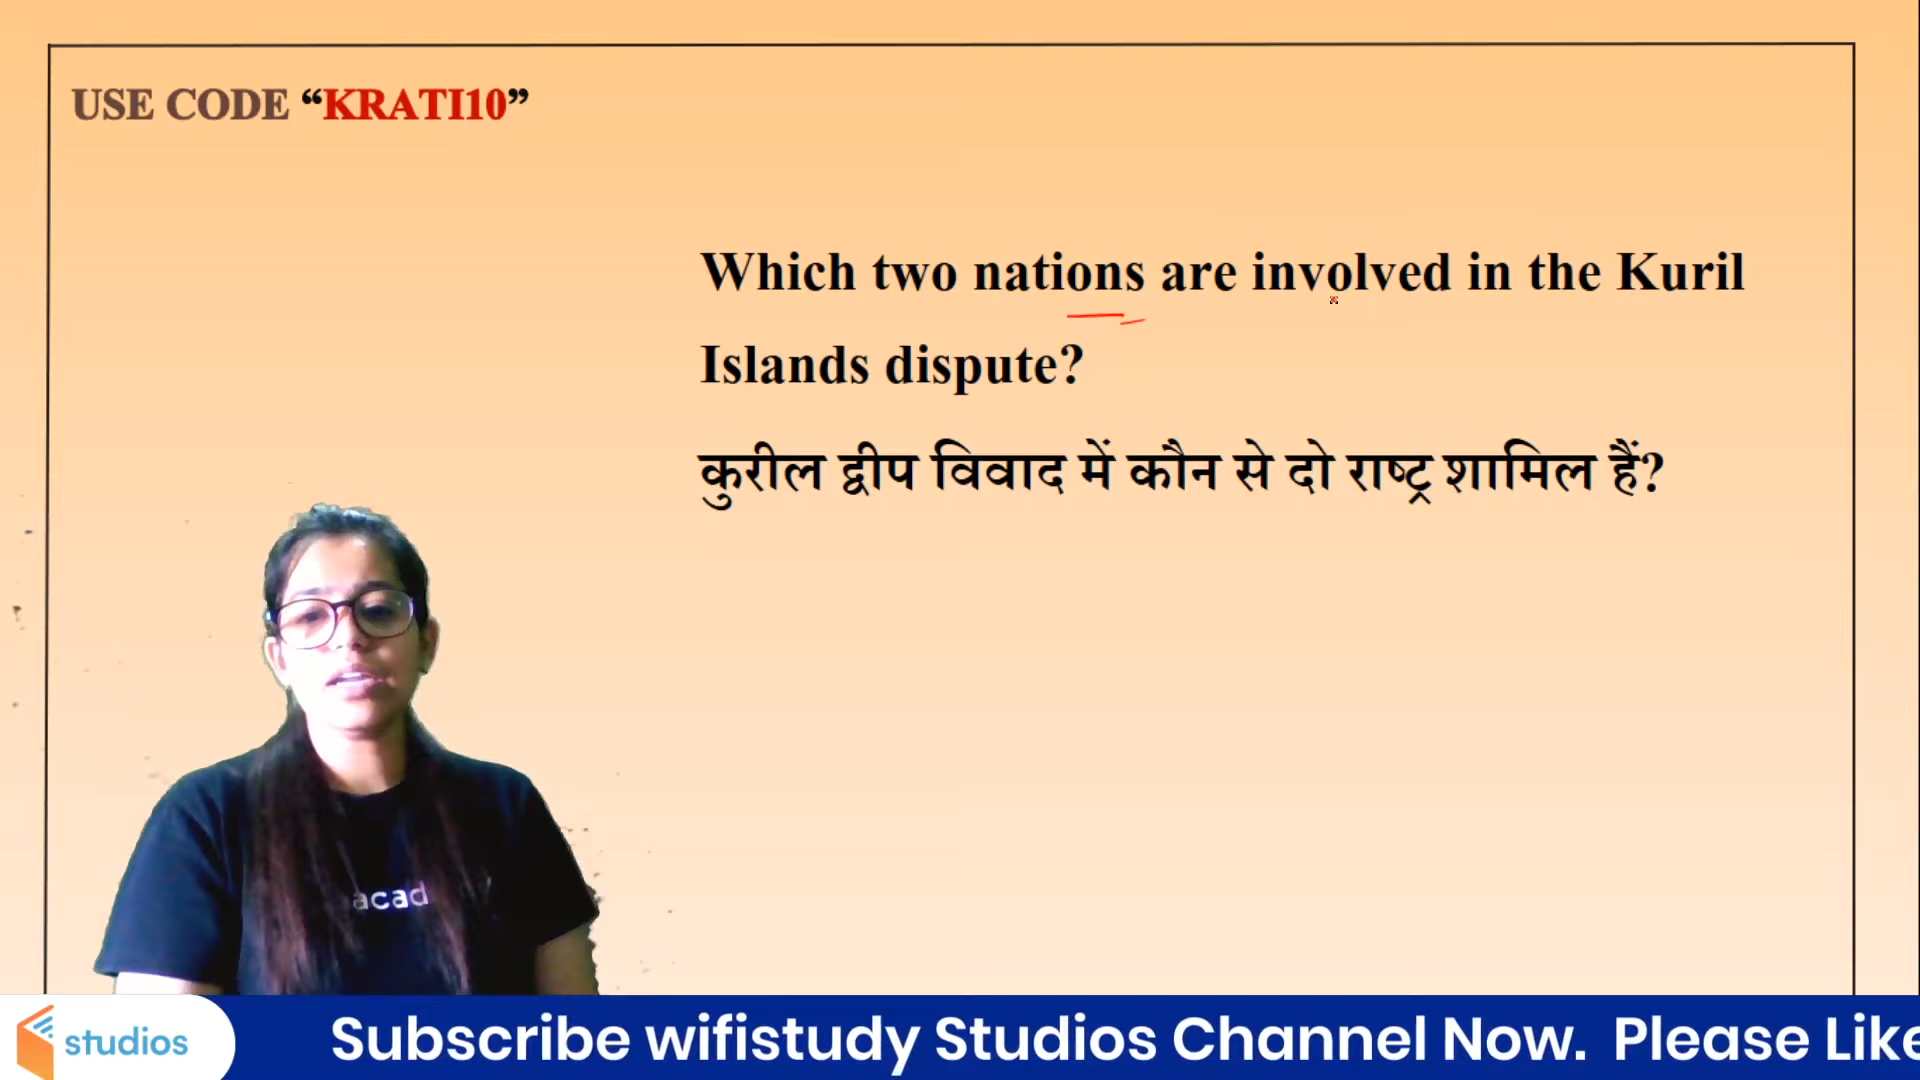 USE CODE “KRATI10”
Which two nations are involved in the Kuril
Islands dispute?
कुरील द्वीप विवाद में कौन से दो राष्ट्र शामिल हैं?
acad
studios
Subscribe wifistudy Studios Channel Now. Please Like